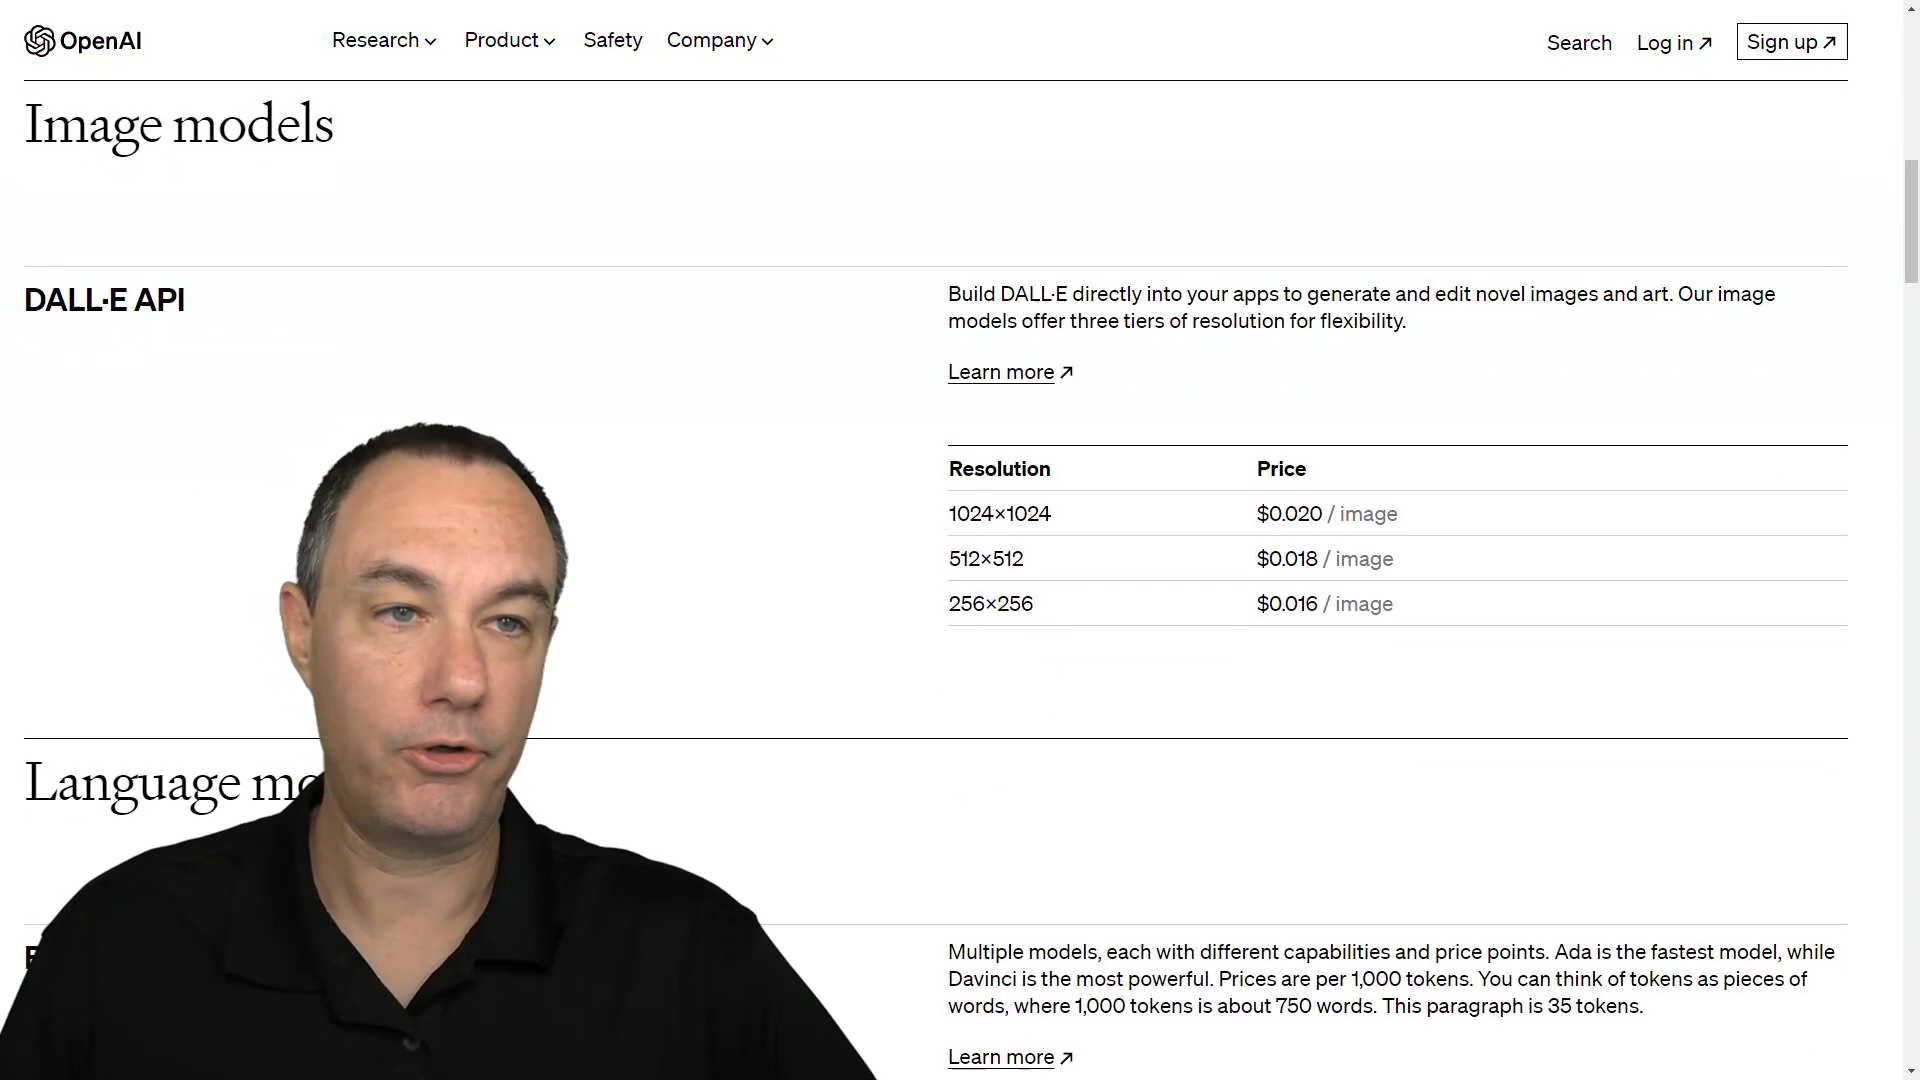 OpenAI
Research Product Safety Company
Search Log in Sign up
Image models
DALL·E API
Build DALL·E directly into your apps to generate and edit novel images and art. Our image
models offer three tiers of resolution for flexibility.
Learn more
Resolution Price
1024×1024 $0.020 / image
512×512 $0.018 / image
256×256 $0.016 / image
Language
Multiple models, each with different capabilities and price points. Ada is the fastest model, while
Davinci is the most powerful. Prices are per 1,000 tokens. You can think of tokens as pieces of
words, where 1,000 tokens is about 750 words. This paragraph is 35 tokens.
Learn more